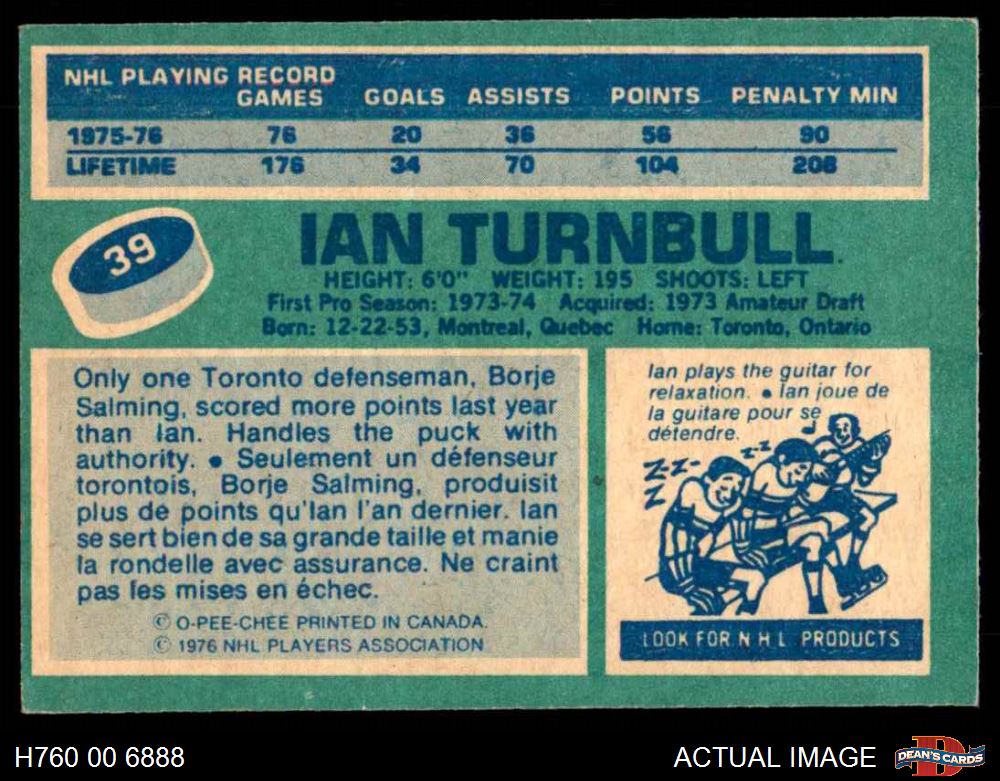 NHL PLAYING RECORD
GAMES GOALS ASSISTS POINTS PENALTY MIN
1975-76 76 20 36 56 90
LIFETIME 176 34 70 104 208
39
IAN TURNBULL
HEIGHT: 6'0" WEIGHT: 195 SHOOTS: LEFT
First Pro Season: 1973-74 Acquired: 1973 Amateur Draft
Born: 12-22-53, Montreal, Quebec Home: Toronto, Ontario
Only one Toronto defenseman, Borje
Salming, scored more points last year
than Ian. Handles the puck with
authority. • Seulement un défenseur
torontois, Borje Salming, produisit
plus de points qu'Ian l'an dernier. Ian
se sert bien de sa grande taille et manie
la rondelle avec assurance. Ne craint
pas les mises en échec.
© O-PEE-CHEE PRINTED IN CANADA.
© 1976 NHL PLAYERS ASSOCIATION
Ian plays the guitar for
relaxation. • Ian joue de
la guitare pour se
détendre.
Z-Z- Z-Z
Z
Z
LOOK FOR N H L PRODUCTS
H760 00 6888
ACTUAL IMAGE
D
DEAN'S CARDS